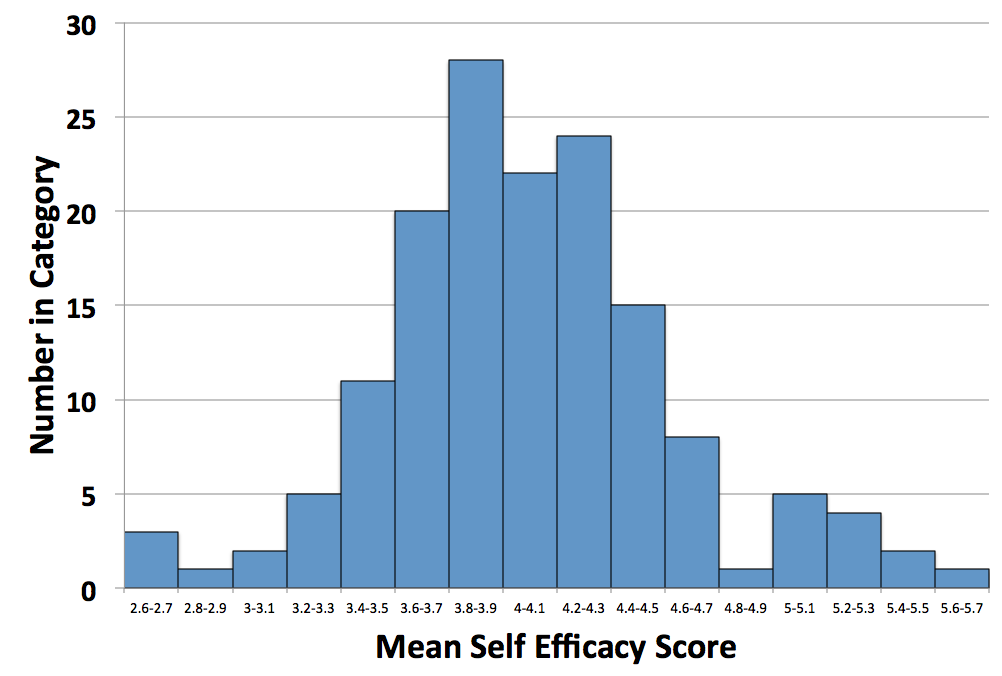 30
25
20
15
10
5
0
Number in Category
2.6-2.7 2.8-2.9 3-3.1 3.2-3.3 3.4-3.5 3.6-3.7 3.8-3.9 4-4.1 4.2-4.3 4.4-4.5 4.6-4.7 4.8-4.9 5-5.1 5.2-5.3 5.4-5.5 5.6-5.7
Mean Self Efficacy Score